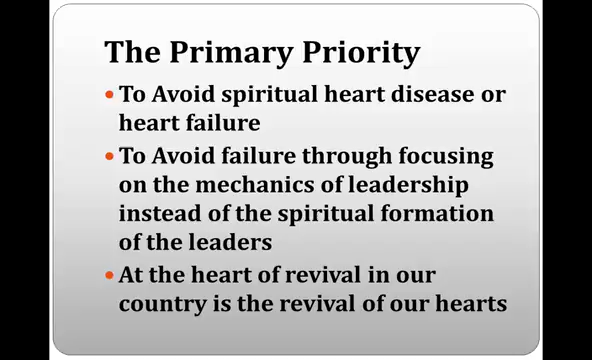 The Primary Priority
• To Avoid spiritual heart disease or
heart failure
• To Avoid failure through focusing
on the mechanics of leadership
instead of the spiritual formation
of the leaders
• At the heart of revival in our
country is the revival of our hearts